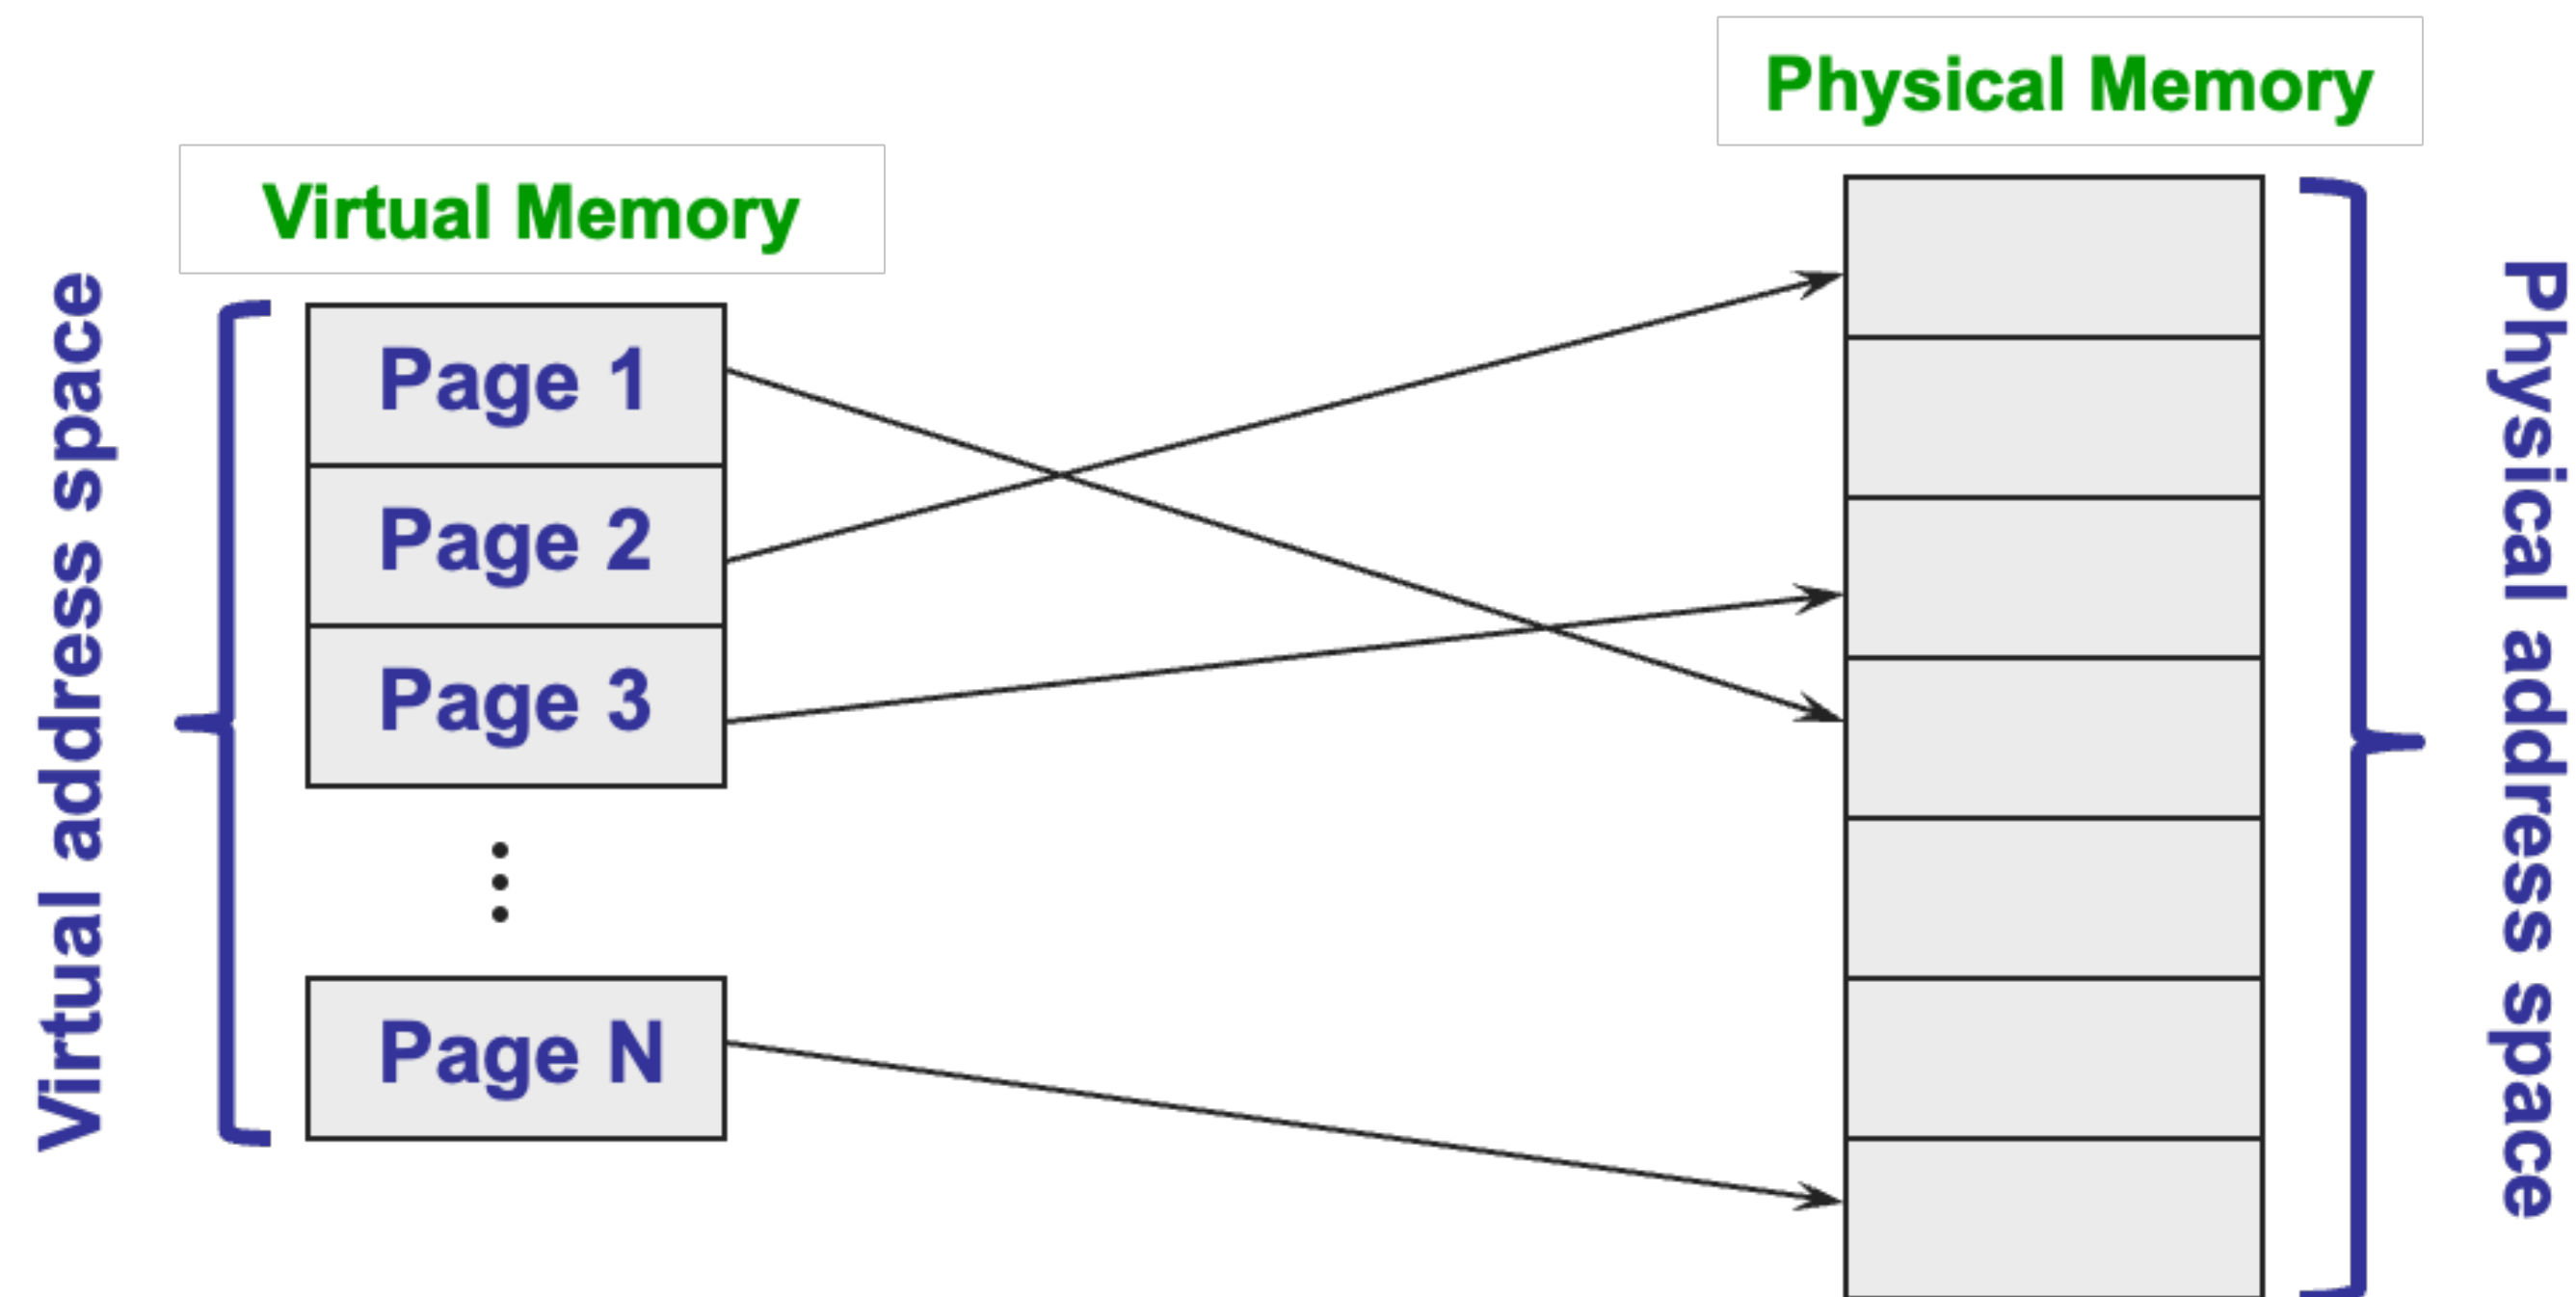 Physical Memory
Virtual Memory
Virtual address space
Page 1
Page 2
Page 3
Page N
Physical address space